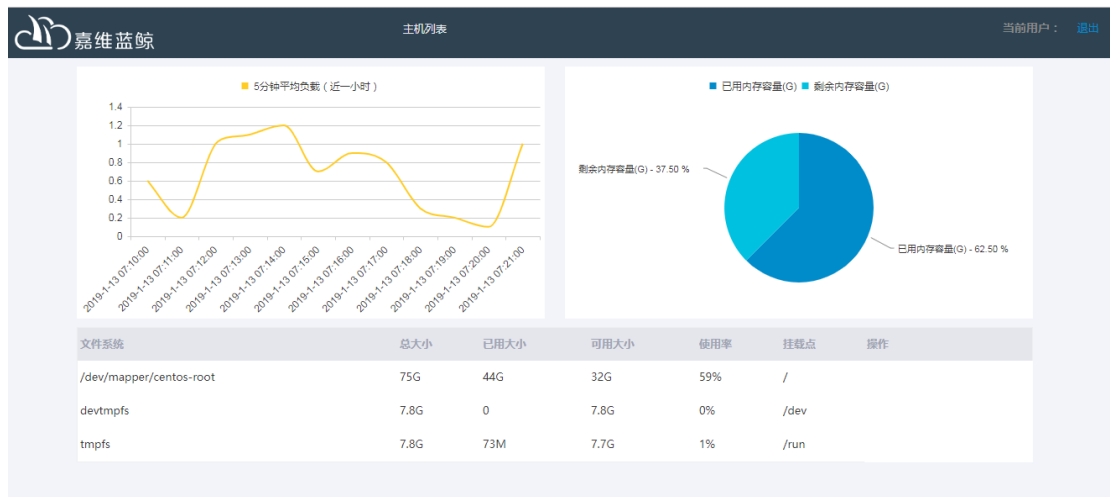 嘉维蓝鲸 主机列表 当前用户： 退出
5分钟平均负载（近一小时）
1.4
1.2
1
0.8
0.6
0.4
0.2
0
2019-1-13 07:10:00 2019-1-13 07:11:00 2019-1-13 07:12:00 2019-1-13 07:13:00 2019-1-13 07:14:00 2019-1-13 07:15:00 2019-1-13 07:16:00 2019-1-13 07:17:00 2019-1-13 07:18:00 2019-1-13 07:19:00 2019-1-13 07:20:00 2019-1-13 07:21:00
已用内存容量(G) 剩余内存容量(G)
剩余内存容量(G) - 37.50 %
已用内存容量(G) - 62.50 %
文件系统 总大小 已用大小 可用大小 使用率 挂载点 操作
/dev/mapper/centos-root 75G 44G 32G 59% /
devtmpfs 7.8G 0 7.8G 0% /dev
tmpfs 7.8G 73M 7.7G 1% /run